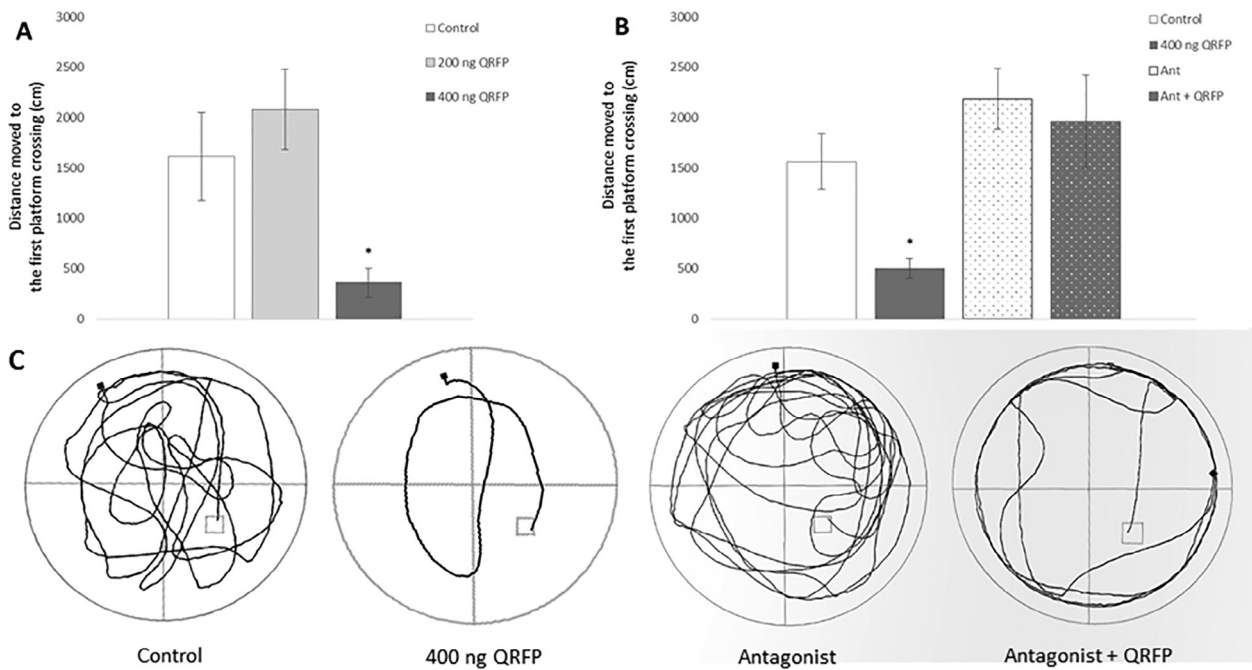 A
Distance moved to
the first platform crossing (cm)
3000
2500
2000
1500
1000
500
0
Control
200 ng QRFP
400 ng QRFP
*
B
Distance moved to
the first platform crossing (cm)
3000
2500
2000
1500
1000
500
0
Control
400 ng QRFP
Ant
Ant + QRFP
*
C
Control
400 ng QRFP
Antagonist
Antagonist + QRFP